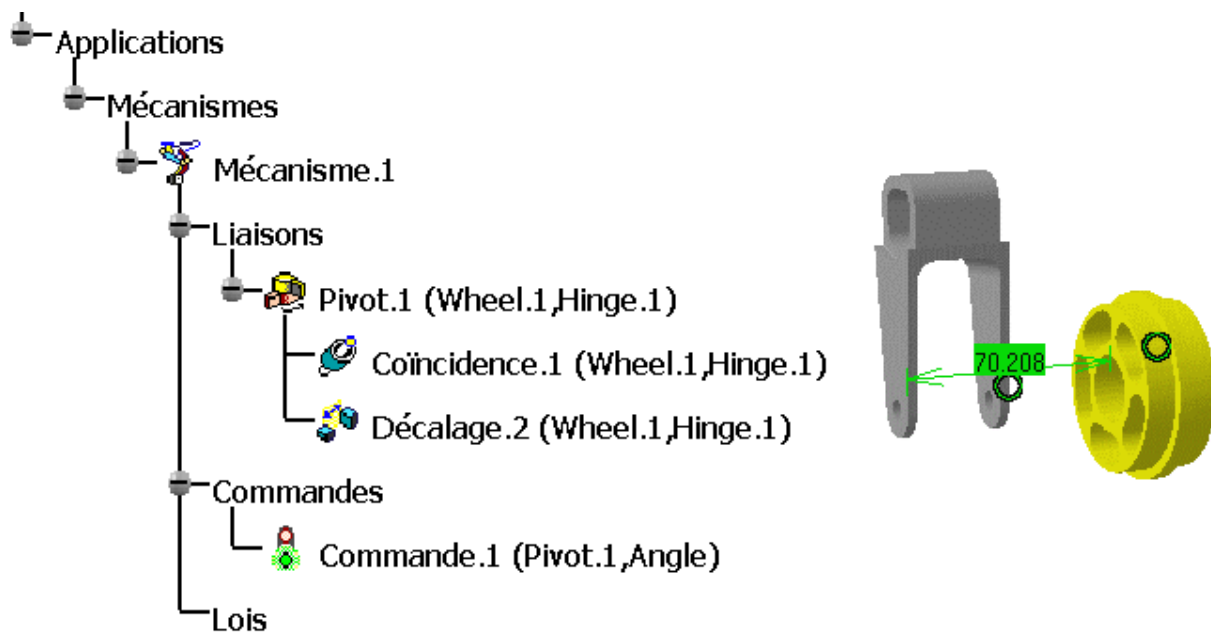 Applications
Mécanismes
Mécanisme.1
Liaisons
Pivot.1 (Wheel.1,Hinge.1)
Coïncidence.1 (Wheel.1,Hinge.1)
70.208
Décalage.2 (Wheel.1,Hinge.1)
Commandes
Commande.1 (Pivot.1,Angle)
Lois